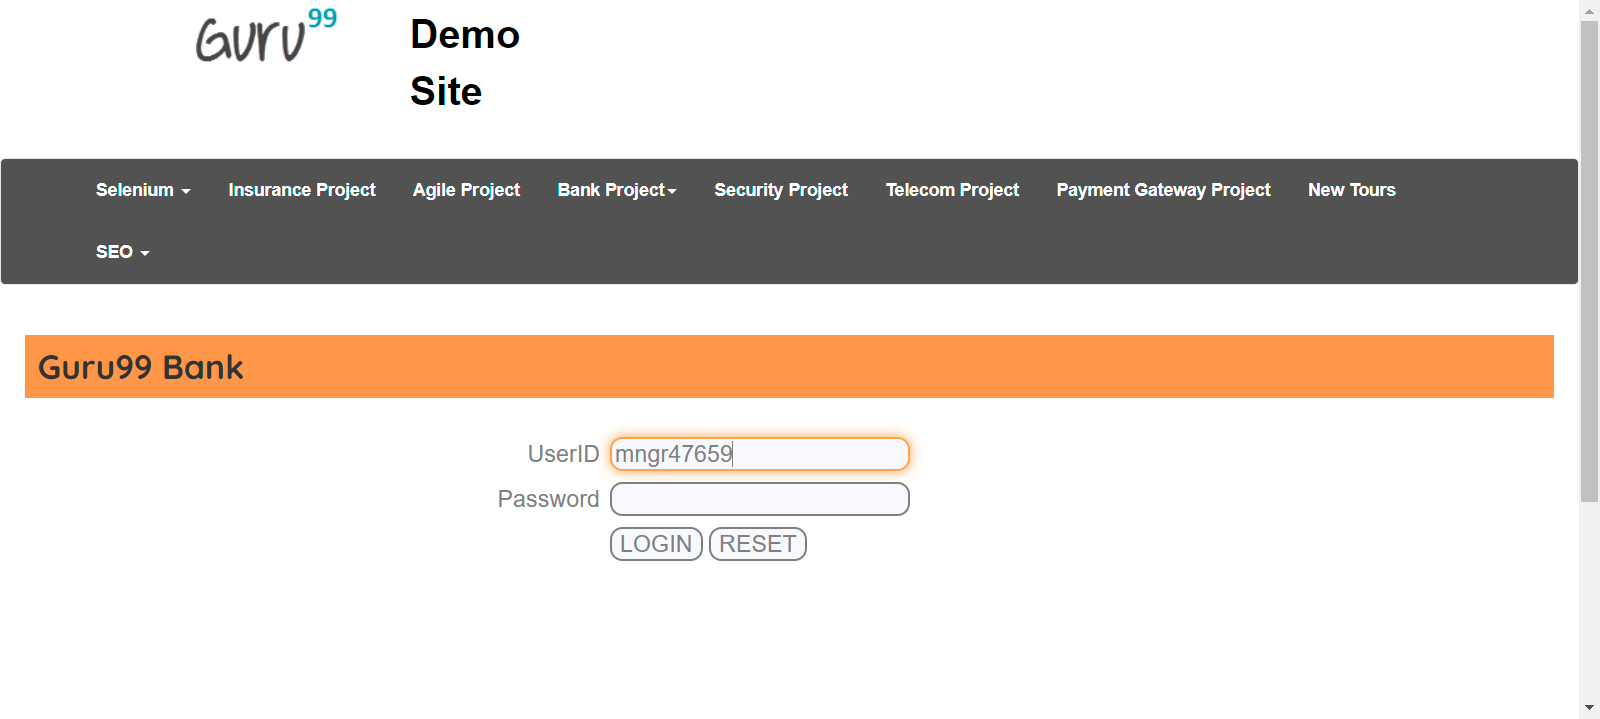 Guru99
Demo
Site
Selenium
Insurance Project
Agile Project
Bank Project
Security Project
Telecom Project
Payment Gateway Project
New Tours
SEO
Guru99 Bank
UserID mngr47659
Password
LOGIN RESET